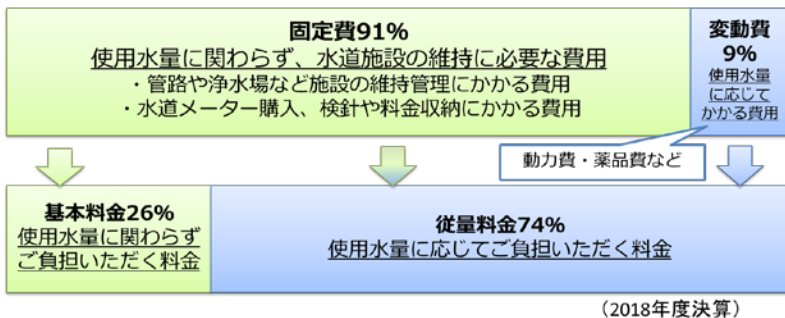 固定費91%
使用水量に関わらず、水道施設の維持に必要な費用
・管路や浄水場など施設の維持管理にかかる費用
・水道メーター購入、検針や料金収納にかかる費用
変動費
9%
使用水量
に応じて
かかる費用
動力費・薬品費など
基本料金26%
使用水量に関わらず
ご負担いただく料金
従量料金74%
使用水量に応じてご負担いただく料金
（2018年度決算）